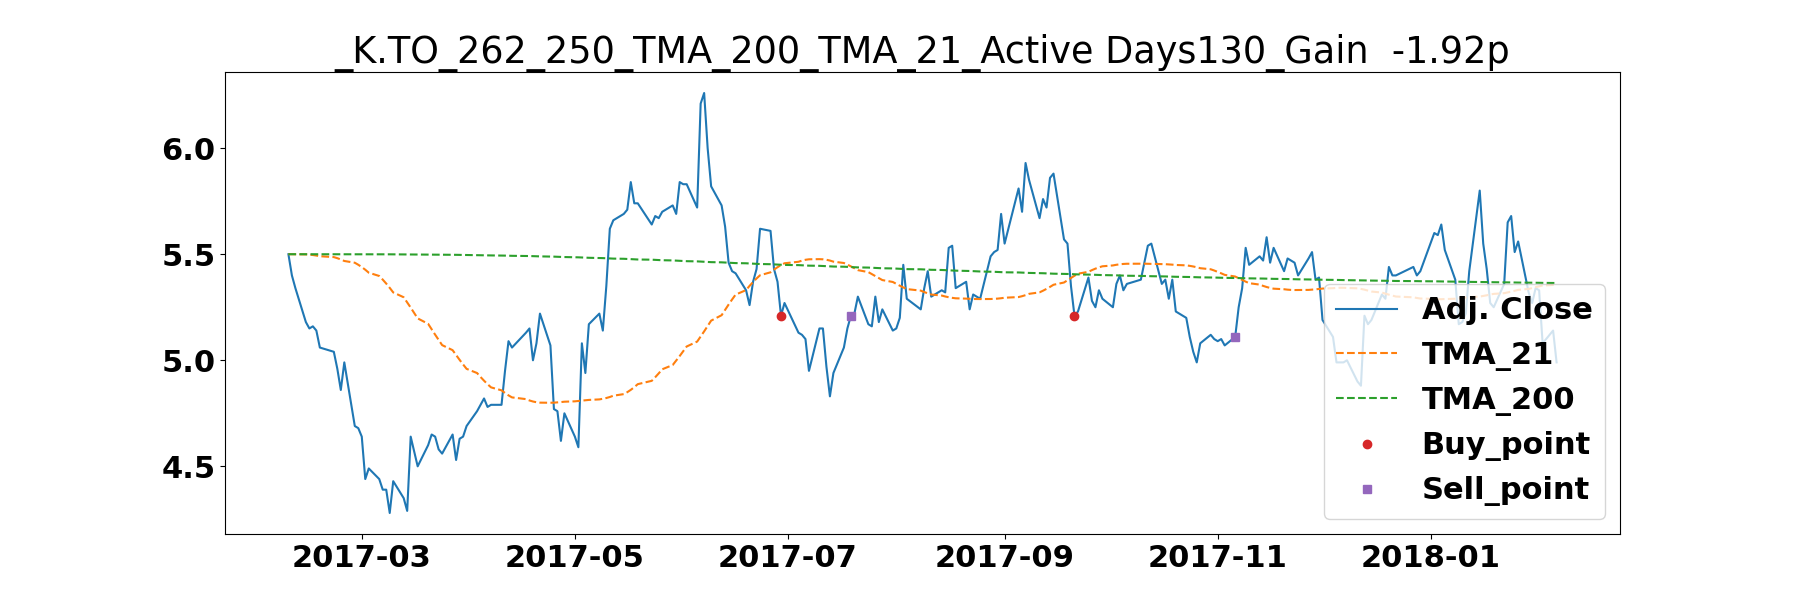 _K.TO_262_250_TMA_200_TMA_21_Active Days130_Gain  -1.92p
6.0
5.5
5.0
4.5
2017-03 2017-05 2017-07 2017-09 2017-11 2018-01
Adj. Close
TMA_21
TMA_200
Buy_point
Sell_point